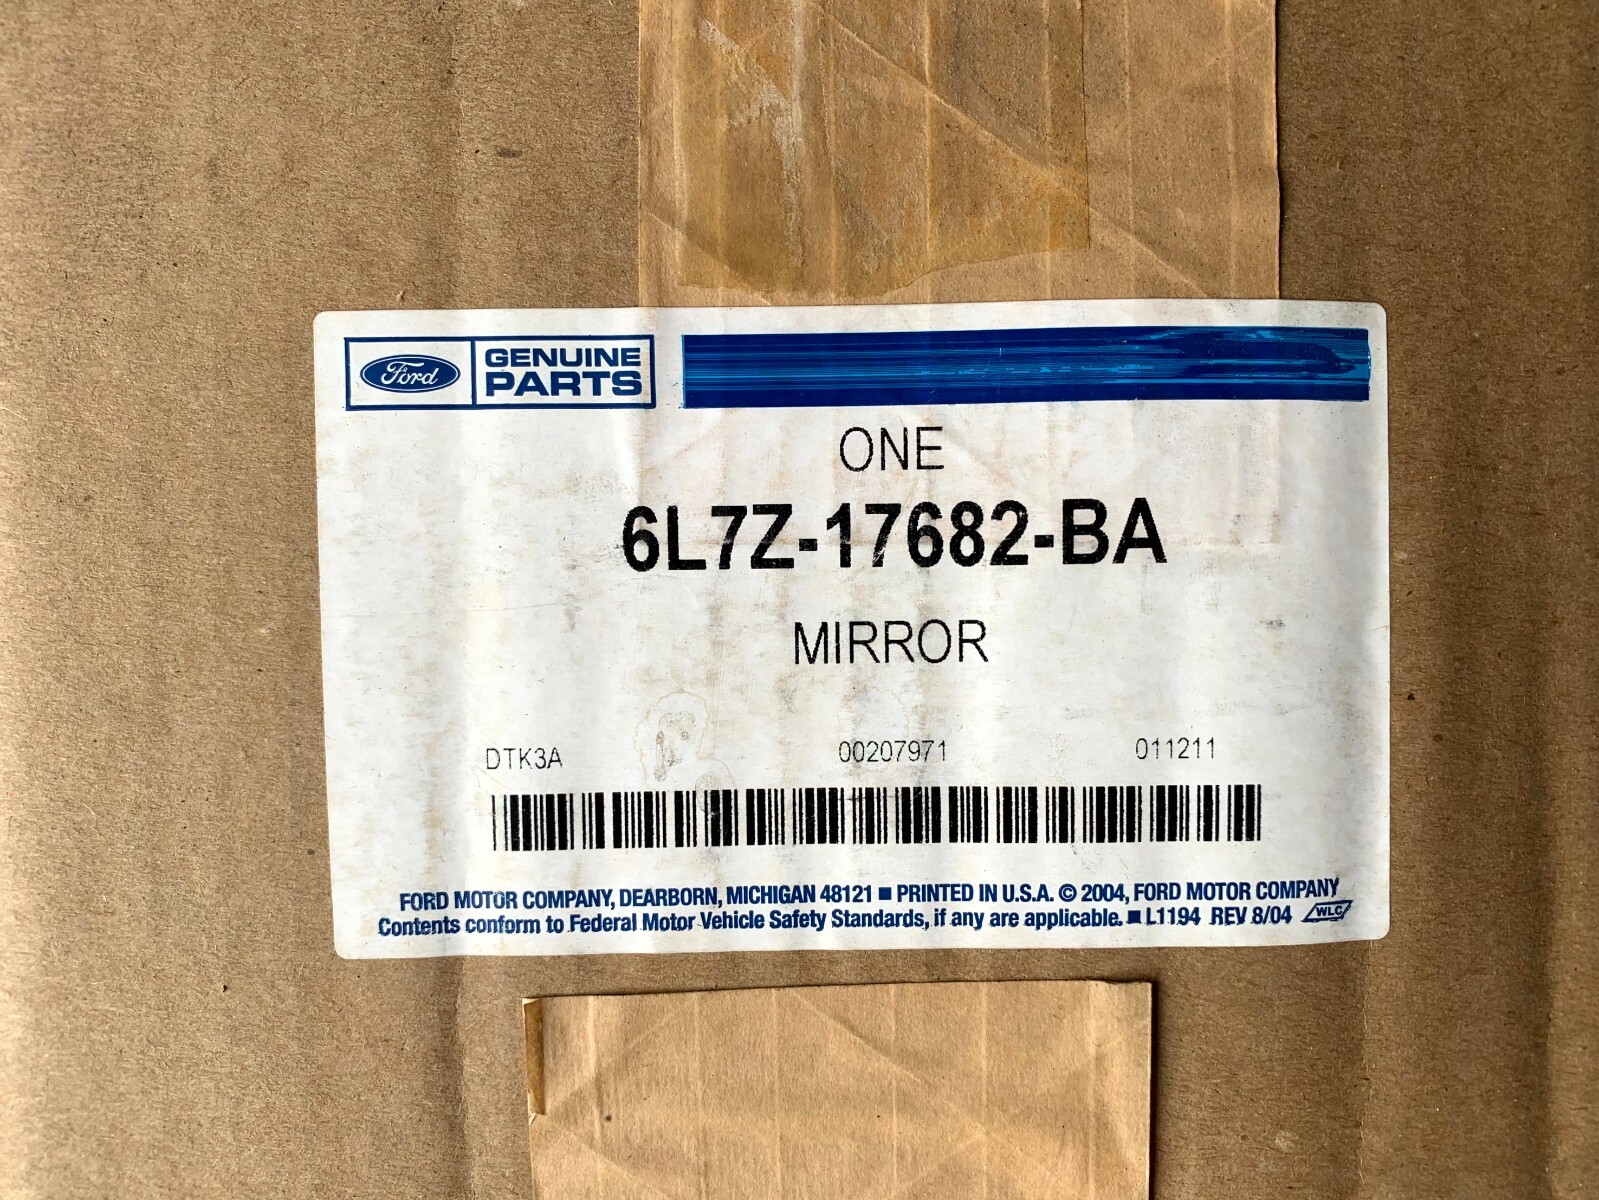 Ford GENUINE
PARTS
ONE
6L7Z-17682-BA
MIRROR
DTK3A 00207971 011211
FORD MOTOR COMPANY, DEARBORN, MICHIGAN 48121 ■ PRINTED IN U.S.A. © 2004, FORD MOTOR COMPANY
Contents conform to Federal Motor Vehicle Safety Standards, if any are applicable. ■ L1194 REV 8/04 WLC